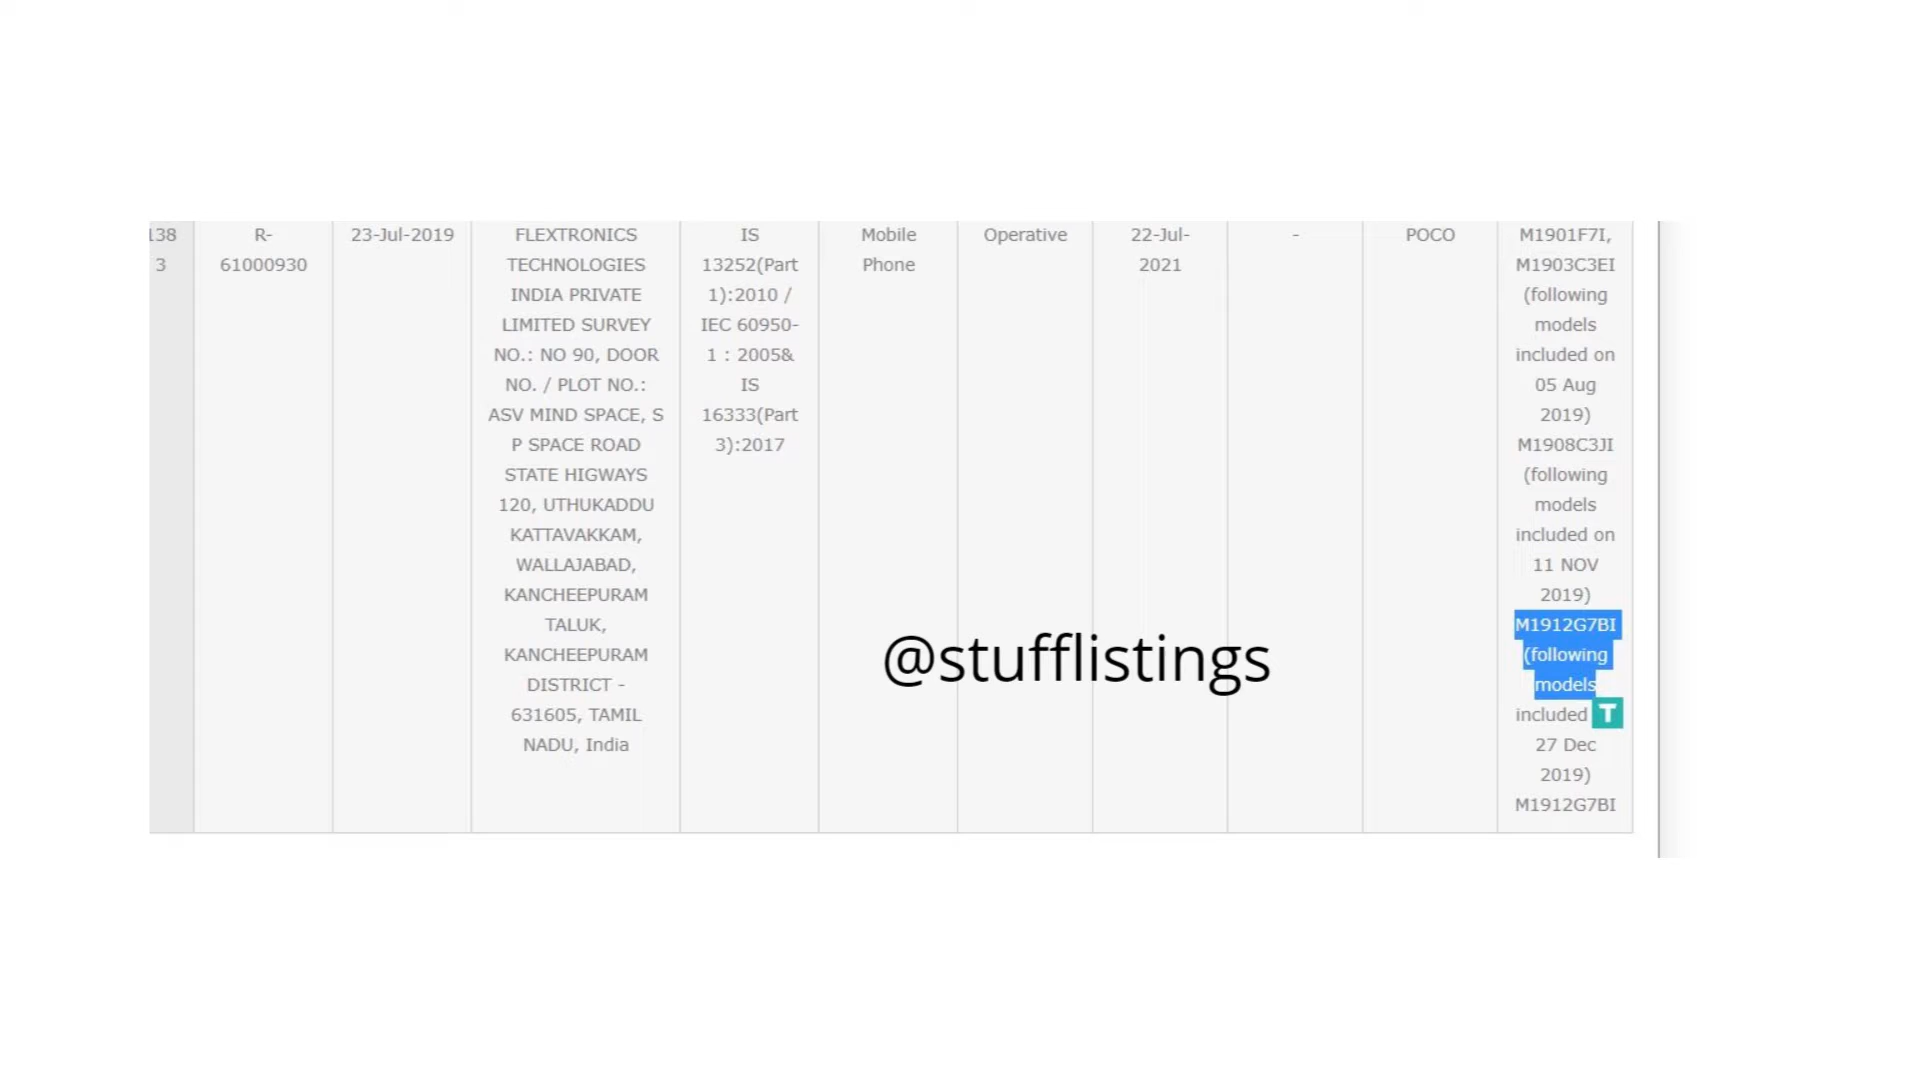 1383
R-
61000930
23-Jul-2019
FLEXTRONICS
TECHNOLOGIES
INDIA PRIVATE
LIMITED SURVEY
NO.: NO 90, DOOR
NO. / PLOT NO.:
ASV MIND SPACE, S
P SPACE ROAD
STATE HIGWAYS
120, UTHUKADDU
KATTAVAKKAM,
WALLAJABAD,
KANCHEEPURAM
TALUK,
KANCHEEPURAM
DISTRICT -
631605, TAMIL
NADU, India
IS
13252(Part
1):2010 /
IEC 60950-
1 : 2005&
IS
16333(Part
3):2017
Mobile
Phone
Operative
22-Jul-
2021
-
POCO
M1901F7I,
M1903C3EI
(following
models
included on
05 Aug
2019)
M1908C3JI
(following
models
included on
11 NOV
2019)
M1912G7BI
(following
models
included T
27 Dec
2019)
M1912G7BI
@stufflistings